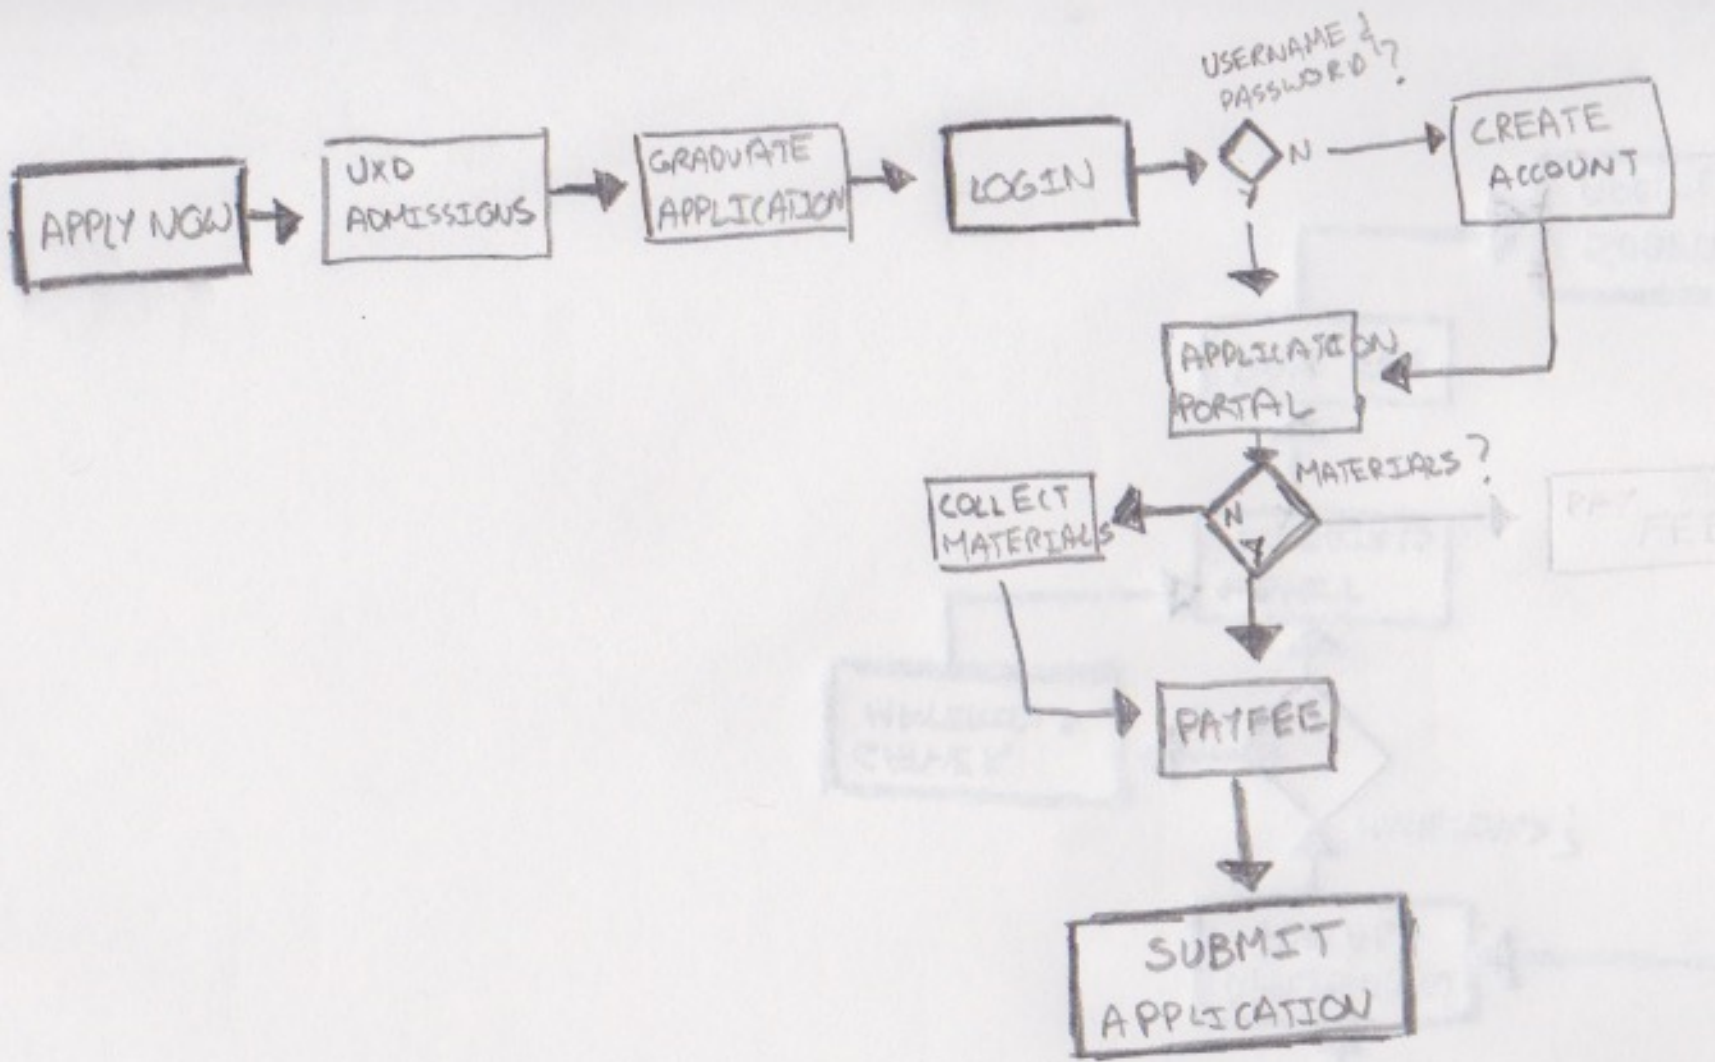 APPLY NOW
UXD
ADMISSIONS
GRADUATE
APPLICATION
LOGIN
USERNAME &
PASSWORD?
N
Y
CREATE
ACCOUNT
APPLICATION
PORTAL
MATERIALS?
N
Y
COLLECT
MATERIALS
PAY FEE
SUBMIT
APPLICATION